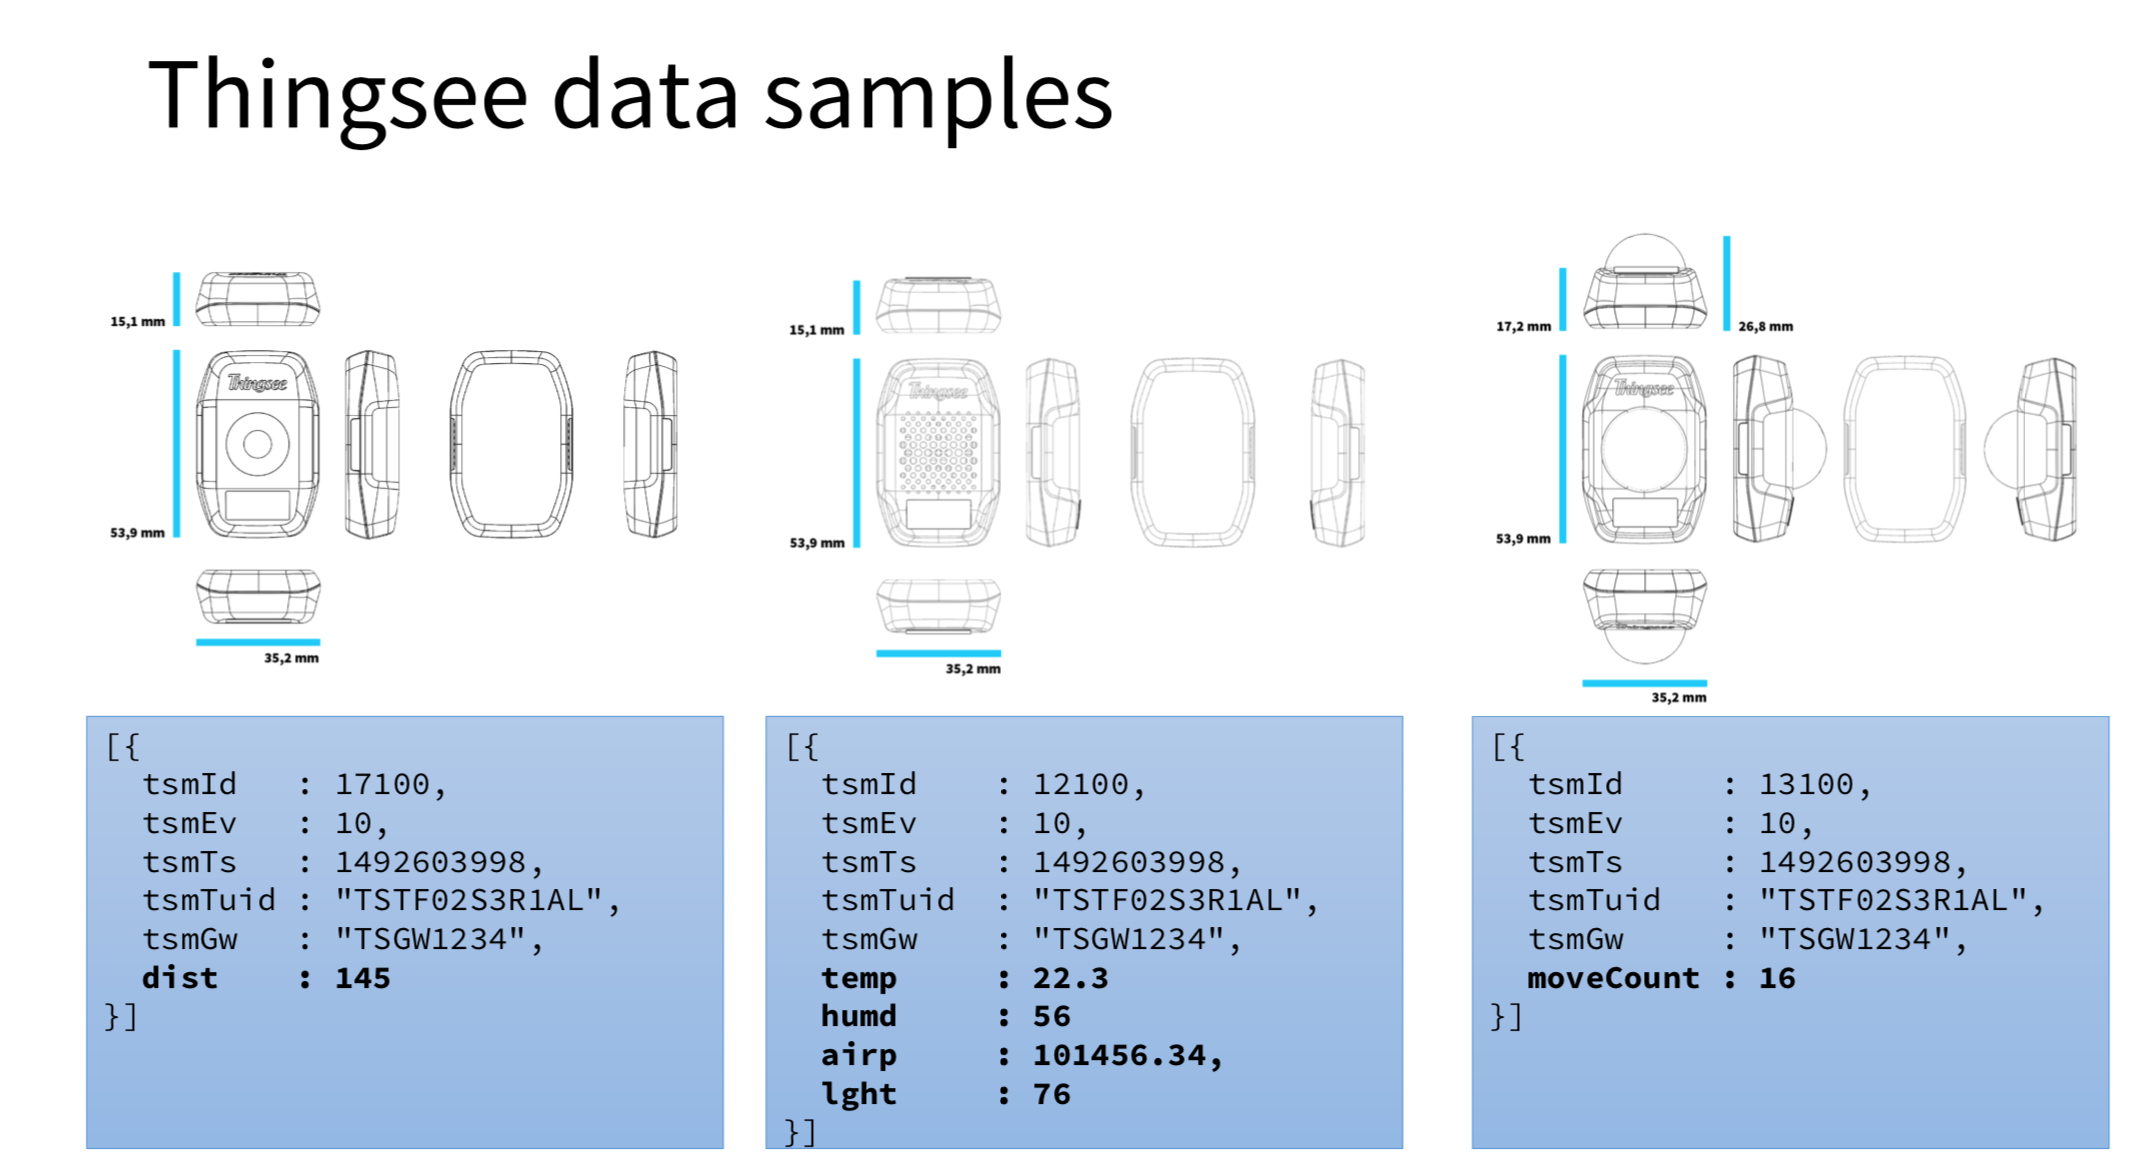 Thingsee data samples
15,1 mm
Thingsee
53,9 mm
35,2 mm
15,1 mm
Thingsee
53,9 mm
35,2 mm
17,2 mm
26,8 mm
Thingsee
53,9 mm
35,2 mm
[{
tsmId : 17100,
tsmEv : 10,
tsmTs : 1492603998,
tsmTuid : "TSTF02S3R1AL",
tsmGw : "TSGW1234",
dist : 145
}]
[{
tsmId : 12100,
tsmEv : 10,
tsmTs : 1492603998,
tsmTuid : "TSTF02S3R1AL",
tsmGw : "TSGW1234",
temp : 22.3
humd : 56
airp : 101456.34,
lght : 76
}]
[{
tsmId : 13100,
tsmEv : 10,
tsmTs : 1492603998,
tsmTuid : "TSTF02S3R1AL",
tsmGw : "TSGW1234",
moveCount : 16
}]